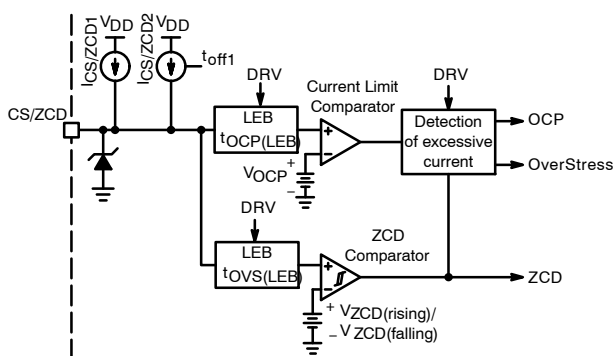 VDD
VDD
ICS/ZCD1
ICS/ZCD2
toff1
DRV
Current Limit
Comparator
DRV
CS/ZCD
LEB
tOCP(LEB)
+
−
Detection
of excessive
current
OCP
OverStress
VOCP
+
−
DRV
ZCD
Comparator
LEB
tOVS(LEB)
+
−
ZCD
+ VZCD(rising)/
− VZCD(falling)